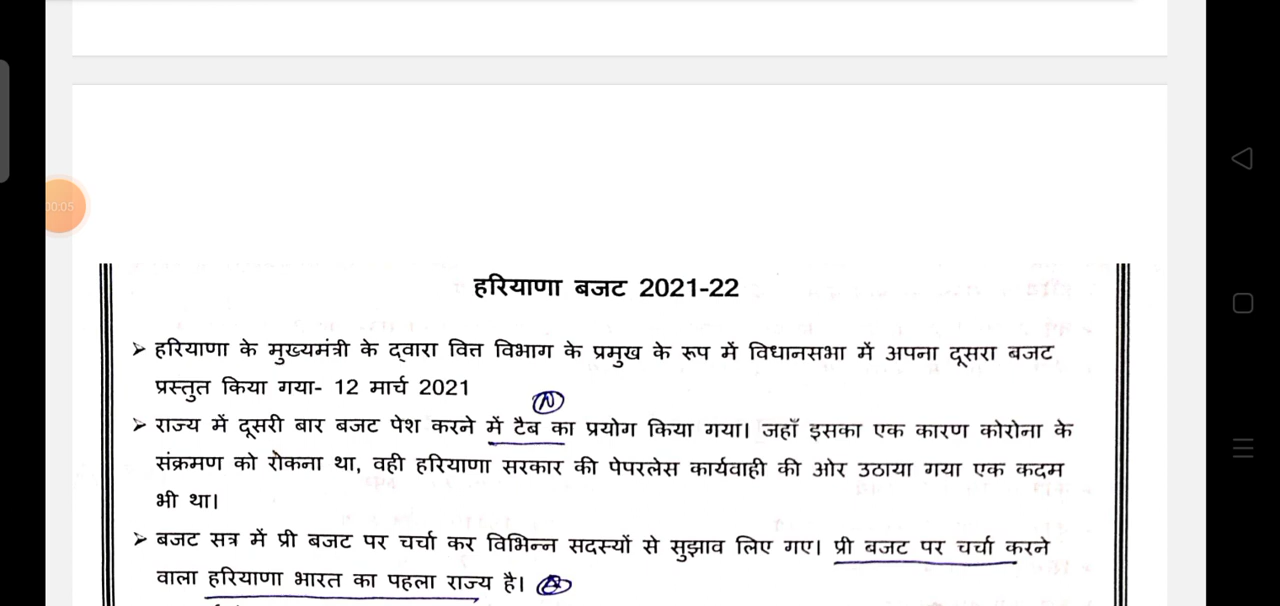 00:05
हरियाणा बजट 2021-22
➢ हरियाणा के मुख्यमंत्री के द्वारा वित्त विभाग के प्रमुख के रूप में विधानसभा में अपना दूसरा बजट
प्रस्तुत किया गया- 12 मार्च 2021
N
➢ राज्य में दूसरी बार बजट पेश करने में टैब का प्रयोग किया गया। जहाँ इसका एक कारण कोरोना के
संक्रमण को रोकना था, वही हरियाणा सरकार की पेपरलेस कार्यवाही की ओर उठाया गया एक कदम
भी था।
➢ बजट सत्र में प्री बजट पर चर्चा कर विभिन्न सदस्यों से सुझाव लिए गए। प्री बजट पर चर्चा करने
वाला हरियाणा भारत का पहला राज्य है।